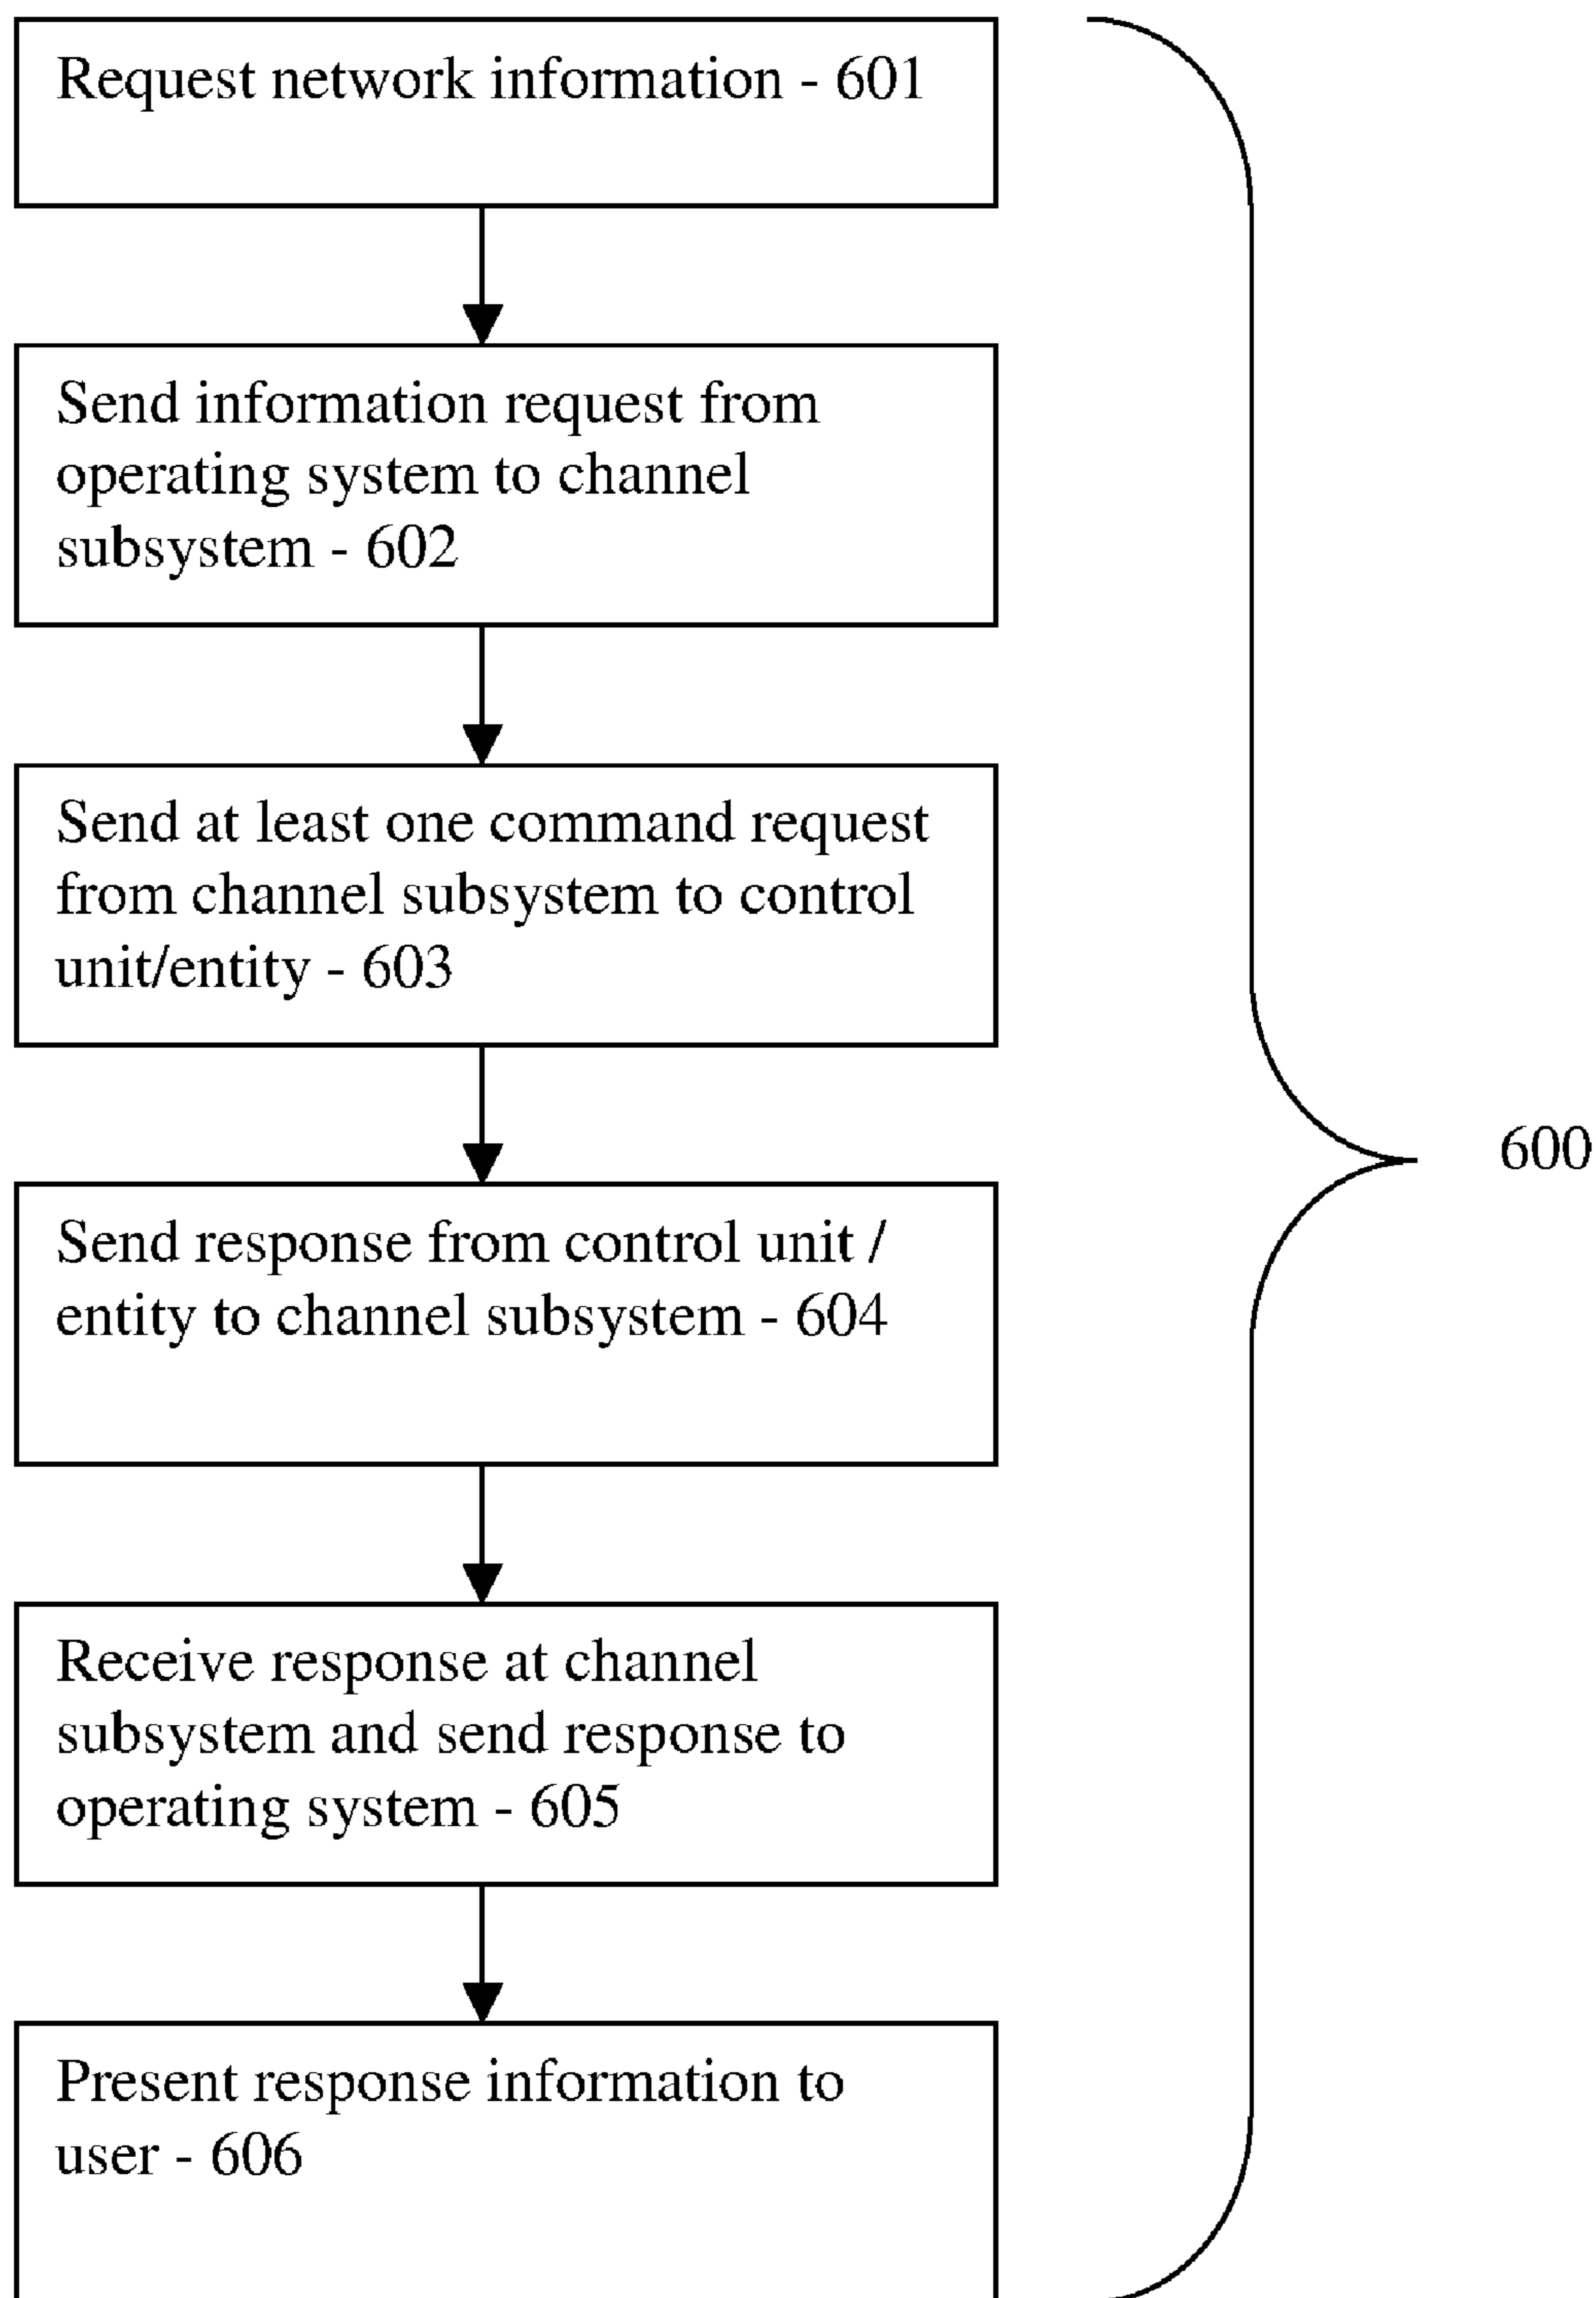 Request network information - 601
Send information request from
operating system to channel
subsystem - 602
Send at least one command request
from channel subsystem to control
unit/entity - 603
600
Send response from control unit /
entity to channel subsystem - 604
Receive response at channel
subsystem and send response to
operating system - 605
Present response information to
user - 606